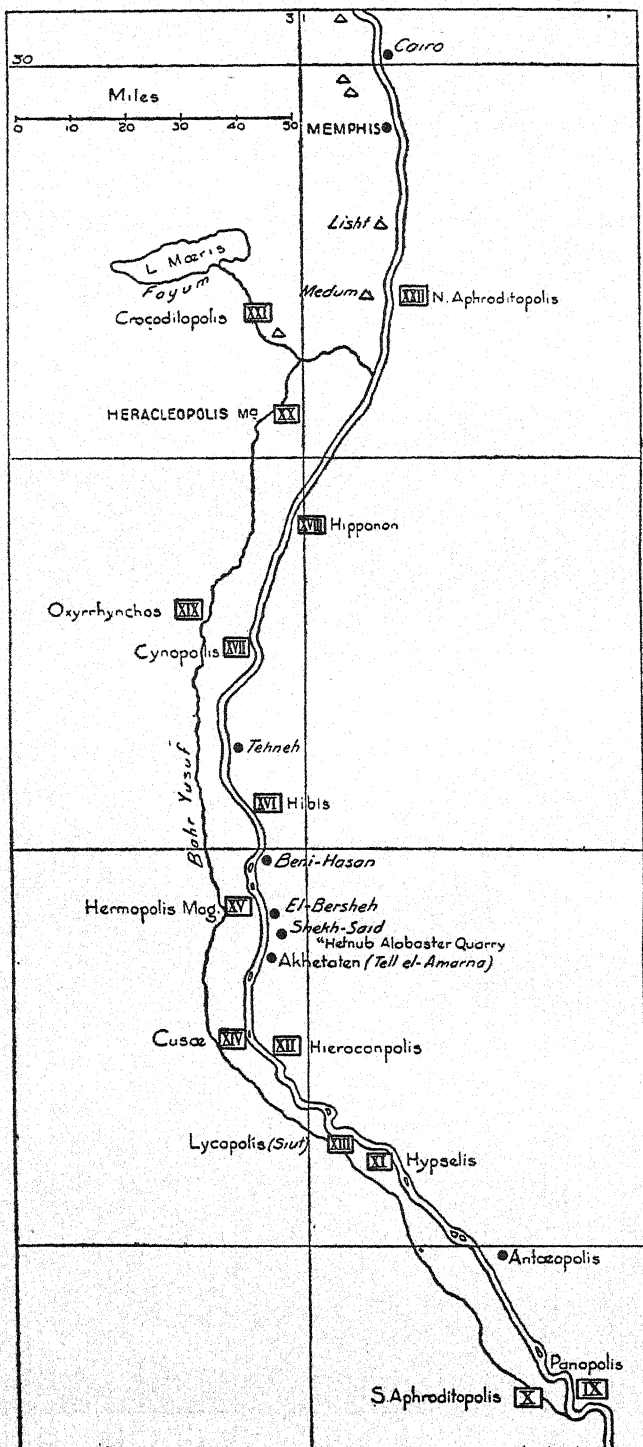 31
Cairo
30
Miles
0 10 20 30 40 50
MEMPHIS
Lisht
L. Mœris
Fayum
Medum
XXII N. Aphroditopolis
Crocodilopolis XXI
HERACLEOPOLIS Mᵃ XX
XVIII Hipponon
Oxyrrhynchos XIX
Cynopolis XVII
Tehneh
Bahr Yusuf
XVI Hibis
Beni-Hasan
Hermopolis Mag. XV
El-Bersheh
Shekh-Said
"Hetnub Alabaster Quarry
Akhetaten (Tell el-Amarna)
Cusæ XIV
XII Hieraconpolis
Lycopolis (Siut) XIII
XI Hypselis
Antæopolis
Panopolis
IX
S. Aphroditopolis X